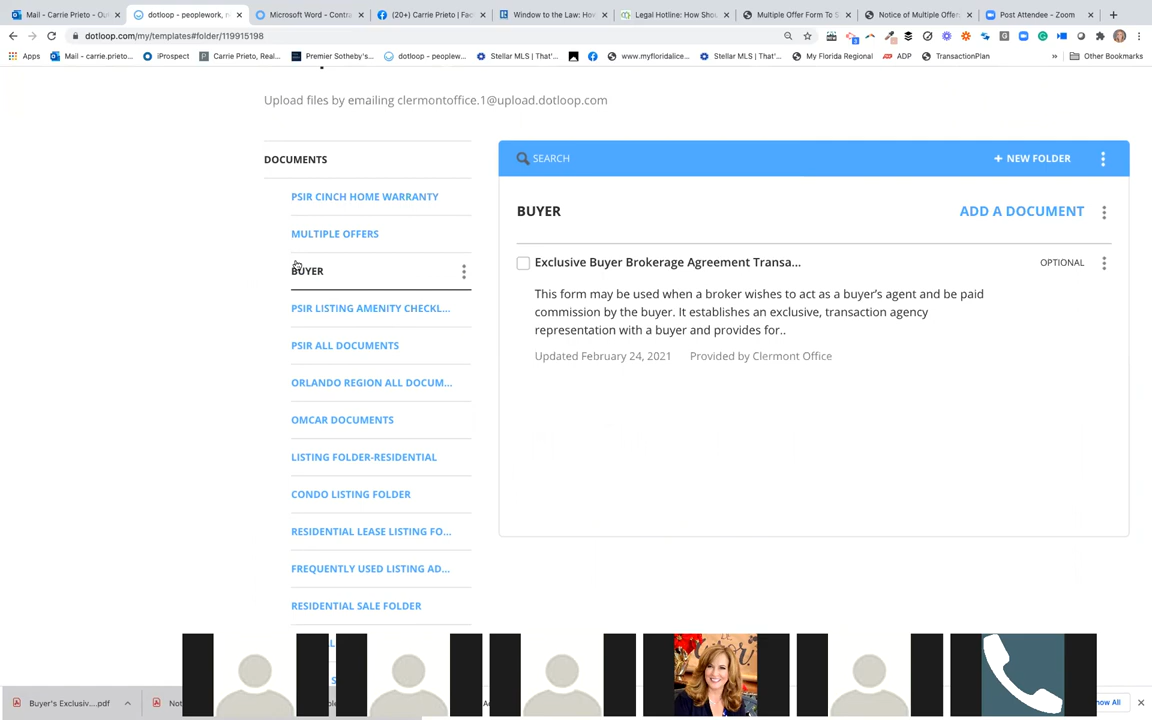 Mail - Carrie Prieto - Out
dotloop - peoplework, n
Microsoft Word - Contra
(20+) Carrie Prieto | Fac
Window to the Law: How
Legal Hotline: How Shou
Multiple Offer Form To S
Notice of Multiple Offer
Post Attendee - Zoom
dotloop.com/my/templates#folder/119915198
Apps
Mail - carrie.prieto...
iProspect
Carrie Prieto, Real...
Premier Sotheby's...
dotloop - peoplew...
Stellar MLS | That'...
www.myfloridalice...
Stellar MLS | That'...
My Florida Regional
ADP
TransactionPlan
»
Other Bookmarks
Upload files by emailing clermontoffice.1@upload.dotloop.com
DOCUMENTS
PSIR CINCH HOME WARRANTY
MULTIPLE OFFERS
BUYER
PSIR LISTING AMENITY CHECKL...
PSIR ALL DOCUMENTS
ORLANDO REGION ALL DOCUM...
OMCAR DOCUMENTS
LISTING FOLDER-RESIDENTIAL
CONDO LISTING FOLDER
RESIDENTIAL LEASE LISTING FO...
FREQUENTLY USED LISTING AD...
RESIDENTIAL SALE FOLDER
SEARCH
+ NEW FOLDER
BUYER
ADD A DOCUMENT
Exclusive Buyer Brokerage Agreement Transa...
OPTIONAL
This form may be used when a broker wishes to act as a buyer's agent and be paid
commission by the buyer. It establishes an exclusive, transaction agency
representation with a buyer and provides for..
Updated February 24, 2021 Provided by Clermont Office
Buyer's Exclusiv....pdf